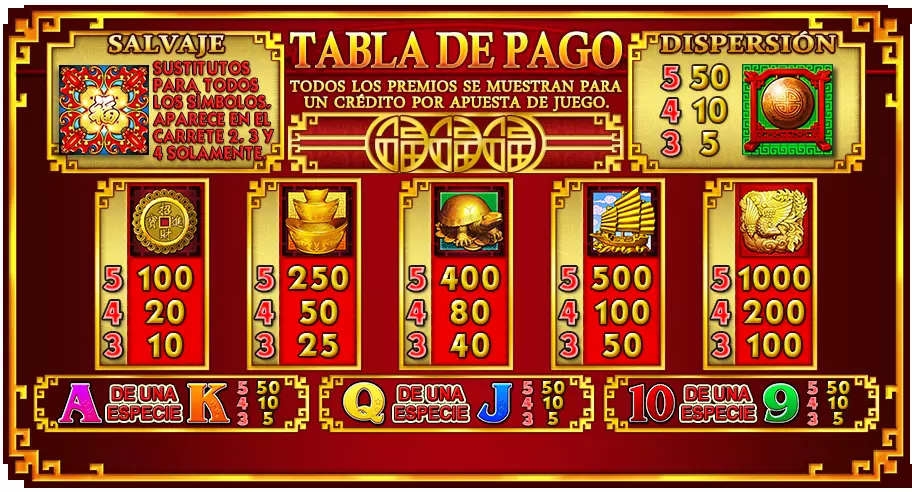 SALVAJE
SUSTITUTOS
PARA TODOS
LOS SÍMBOLOS.
APARECE EN EL
CARRETE 2, 3 Y
4 SOLAMENTE.
TABLA DE PAGO
TODOS LOS PREMIOS SE MUESTRAN PARA
UN CRÉDITO POR APUESTA DE JUEGO.
DISPERSIÓN
5 50
4 10
3 5
5 100
4 20
3 10
5 250
4 50
3 25
5 400
4 80
3 40
5 500
4 100
3 50
5 1000
4 200
3 100
A DE UNA ESPECIE K
5 50
4 10
3 5
Q DE UNA ESPECIE J
5 50
4 10
3 5
10 DE UNA ESPECIE 9
5 50
4 10
3 5